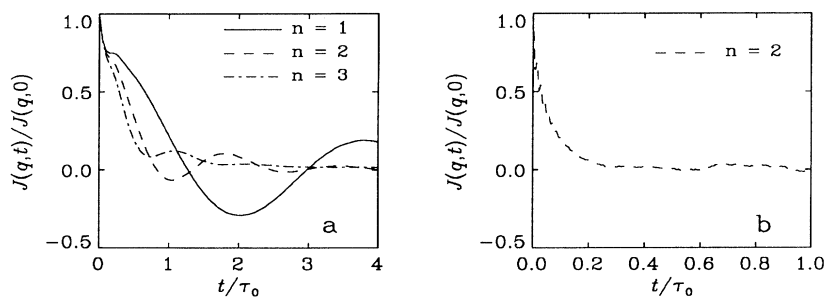 J(q,t)/J(q,0)
1.0
0.5
0.0
−0.5
n = 1
n = 2
n = 3
a
0
1
2
3
4
t/τ₀
J(q,t)/J(q,0)
1.0
0.5
0.0
−0.5
n = 2
b
0.0
0.2
0.4
0.6
0.8
1.0
t/τ₀